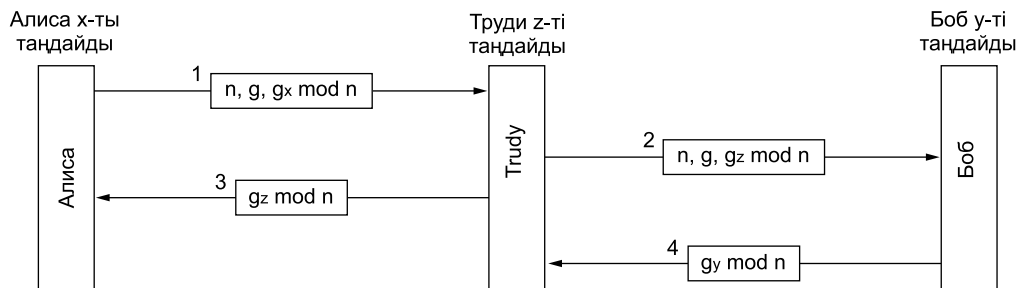 Алиса x-ты
таңдайды
Труди z-ті
таңдайды
Боб y-ті
таңдайды
1
n, g, gx mod n
2
n, g, gz mod n
3
gz mod n
4
gy mod n
Алиса
Trudy
Боб